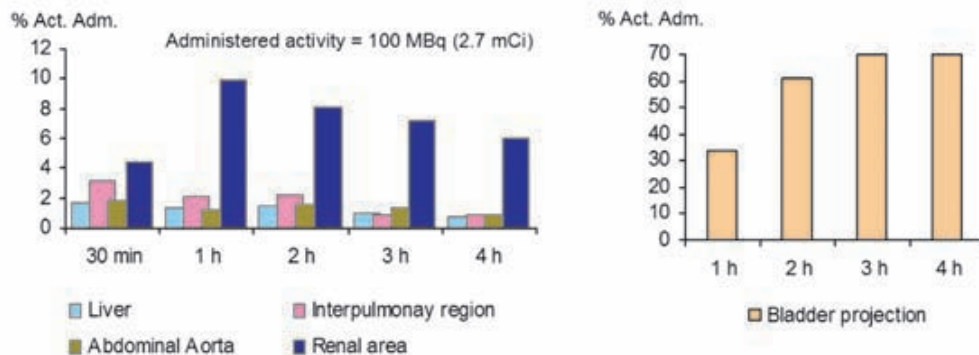 % Act. Adm.
Administered activity = 100 MBq (2.7 mCi)
12
10
8
6
4
2
0
30 min 1 h 2 h 3 h 4 h
Liver Interpulmonay region
Abdominal Aorta Renal area
% Act. Adm.
70
60
50
40
30
20
10
0
1 h 2 h 3 h 4 h
Bladder projection